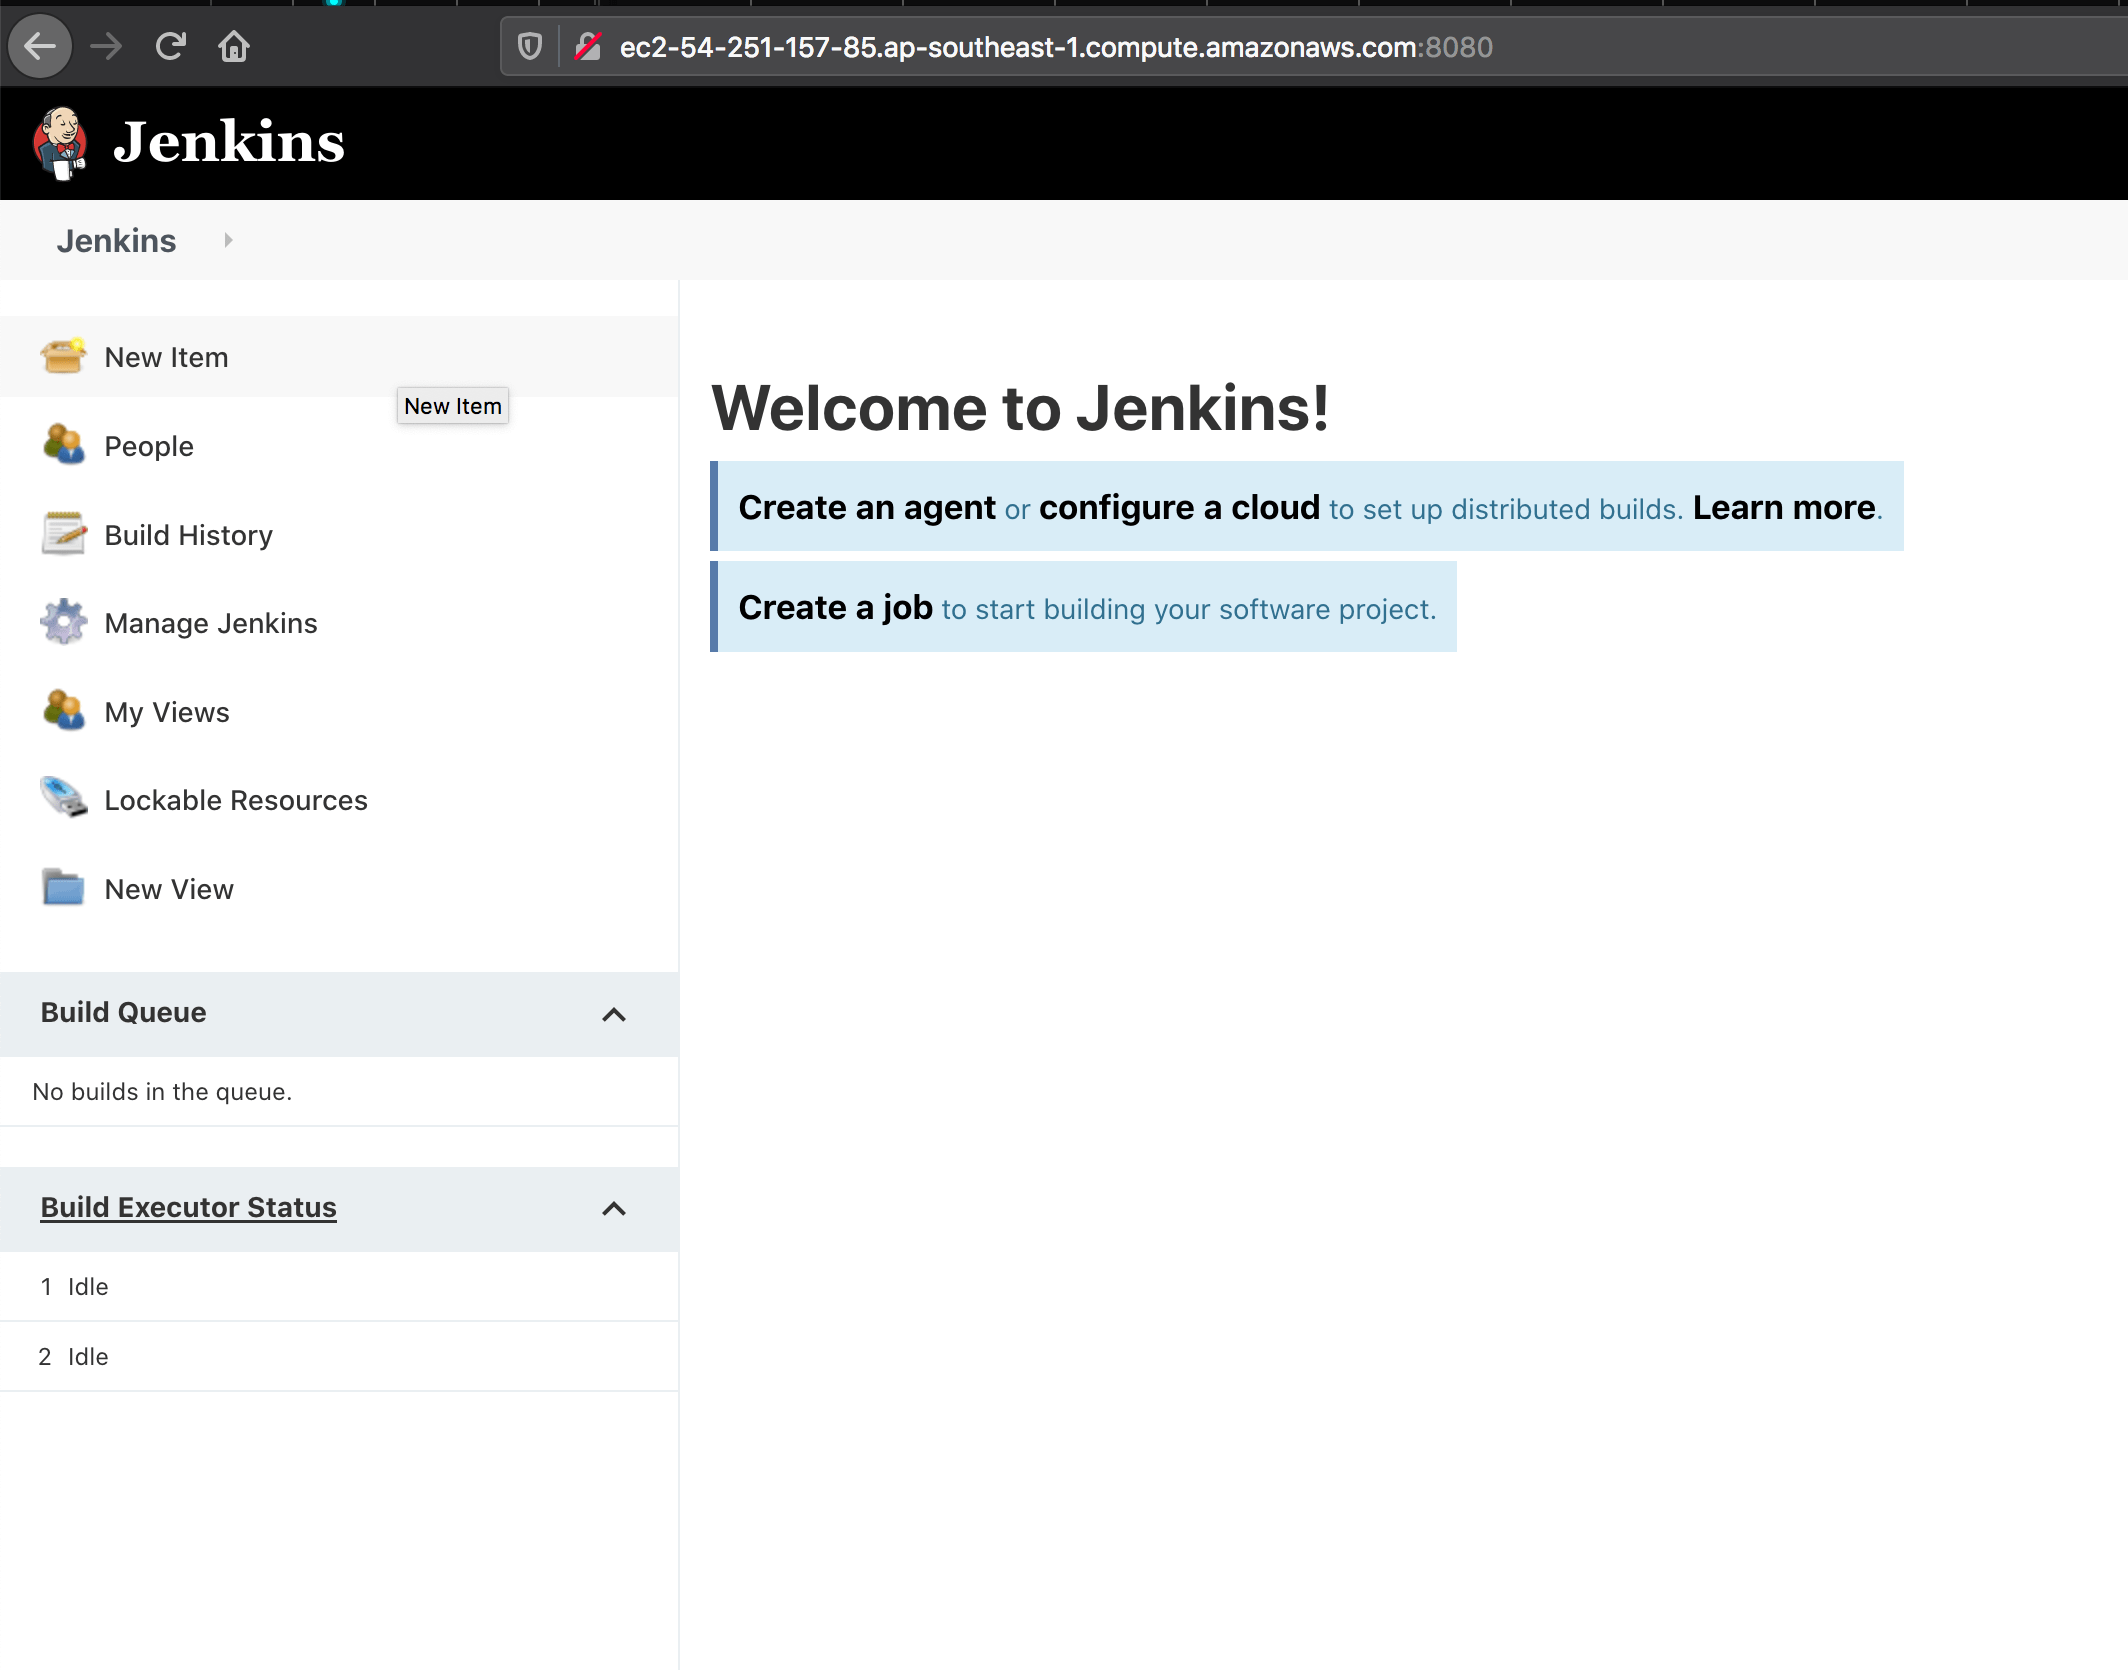 ec2-54-251-157-85.ap-southeast-1.compute.amazonaws.com:8080
Jenkins
Jenkins
New Item
New Item
People
Build History
Manage Jenkins
My Views
Lockable Resources
New View
Build Queue
No builds in the queue.
Build Executor Status
1 Idle
2 Idle
Welcome to Jenkins!
Create an agent or configure a cloud to set up distributed builds. Learn more.
Create a job to start building your software project.